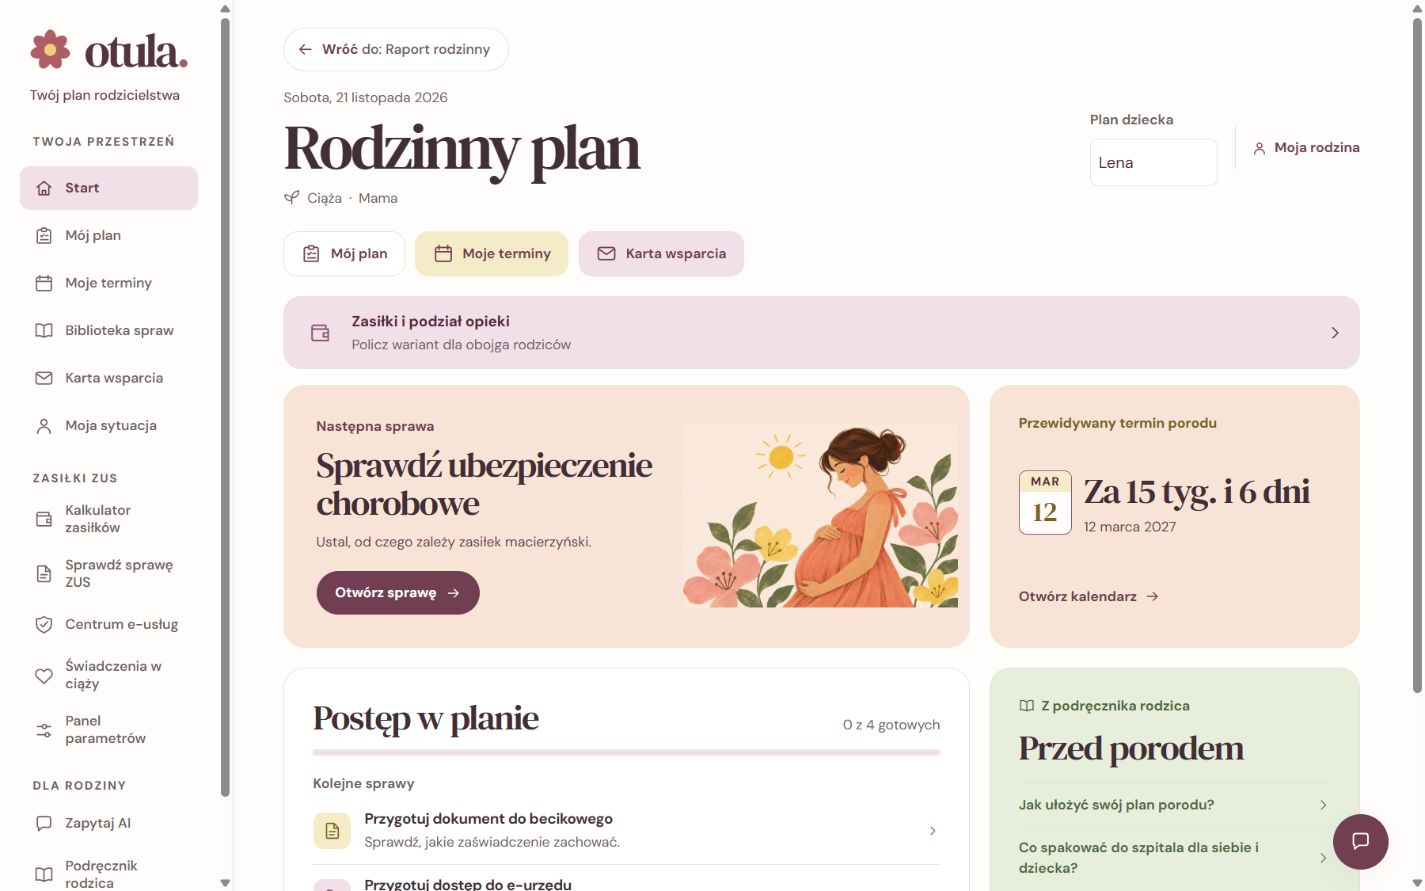 otula.
Twój plan rodzicielstwa
TWOJA PRZESTRZEŃ
Start
Mój plan
Moje terminy
Biblioteka spraw
Karta wsparcia
Moja sytuacja
ZASIŁKI ZUS
Kalkulator
zasiłków
Sprawdź sprawę
ZUS
Centrum e-usług
Świadczenia w
ciąży
Panel
parametrów
DLA RODZINY
Zapytaj AI
Podręcznik
rodzica
Wróć do: Raport rodzinny
Sobota, 21 listopada 2026
Rodzinny plan
Ciąża · Mama
Plan dziecka
Lena
Moja rodzina
Mój plan
Moje terminy
Karta wsparcia
Zasiłki i podział opieki
Policz wariant dla obojga rodziców
Następna sprawa
Sprawdź ubezpieczenie
chorobowe
Ustal, od czego zależy zasiłek macierzyński.
Otwórz sprawę
Przewidywany termin porodu
MAR
12
Za 15 tyg. i 6 dni
12 marca 2027
Otwórz kalendarz
Postęp w planie
0 z 4 gotowych
Kolejne sprawy
Przygotuj dokument do becikowego
Sprawdź, jakie zaświadczenie zachować.
Przygotuj dostęp do e-urzędu
Z podręcznika rodzica
Przed porodem
Jak ułożyć swój plan porodu?
Co spakować do szpitala dla siebie i
dziecka?